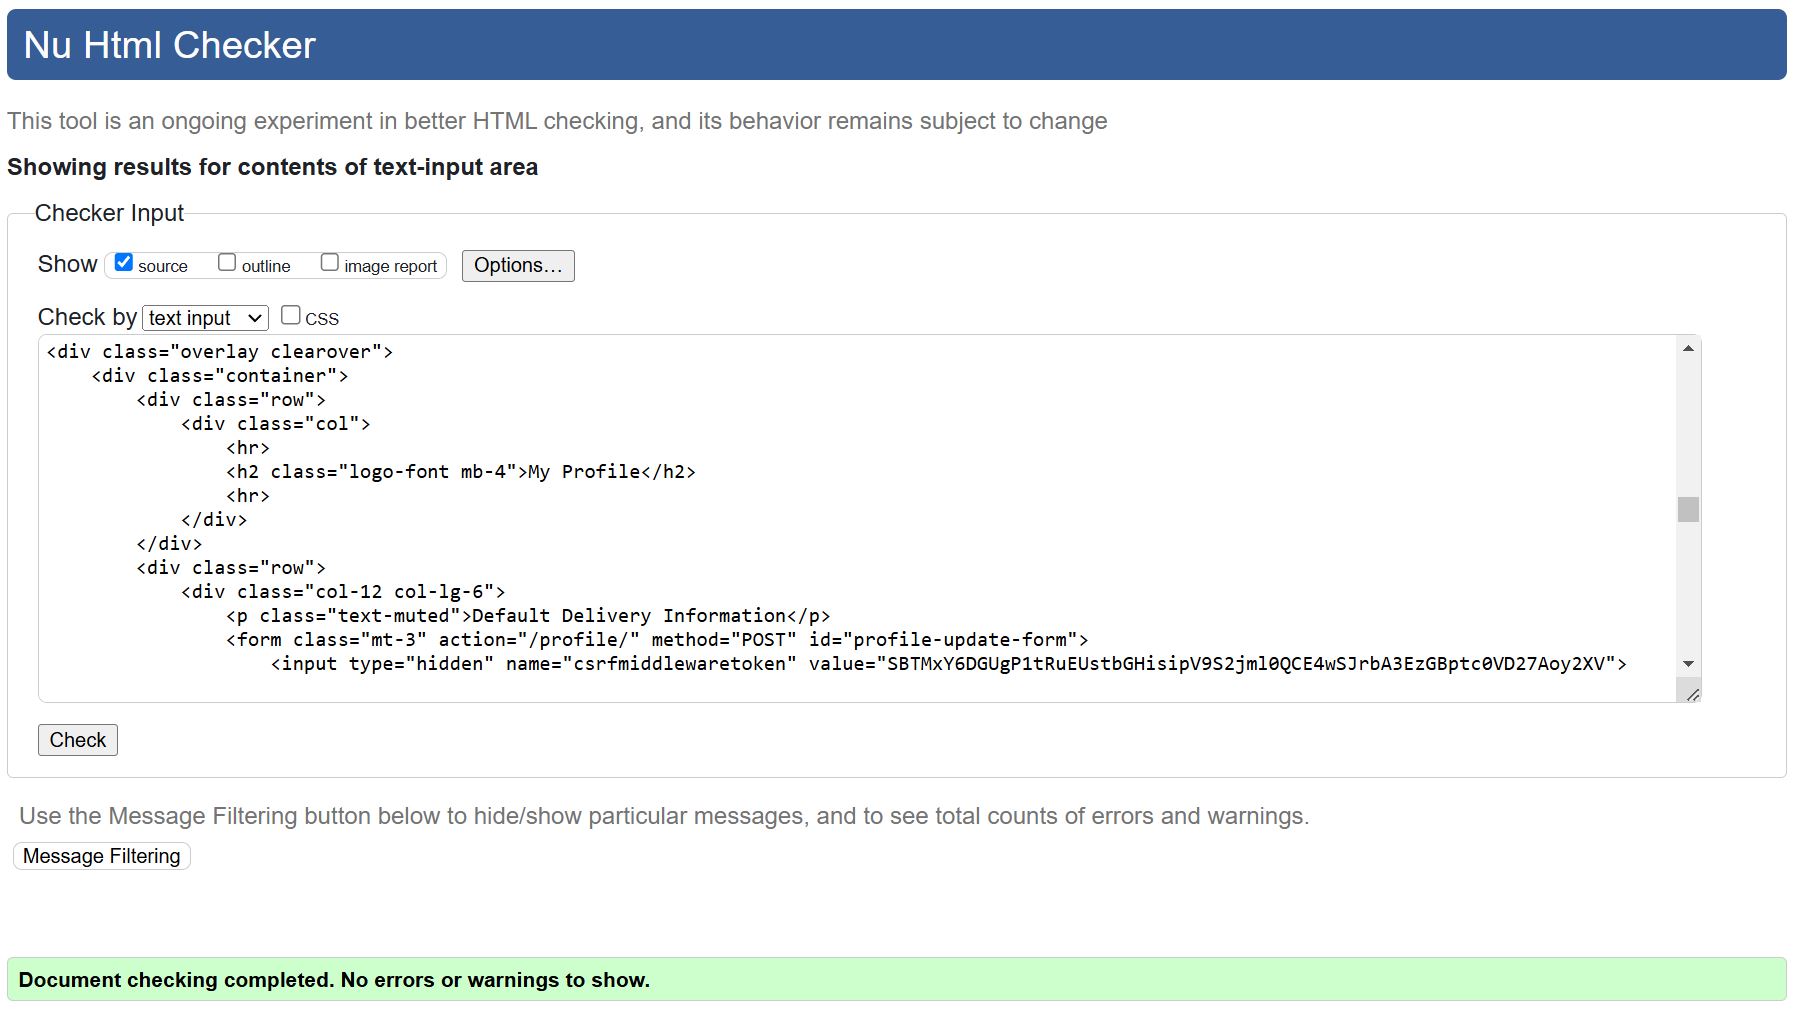 Nu Html Checker
This tool is an ongoing experiment in better HTML checking, and its behavior remains subject to change
Showing results for contents of text-input area
Checker Input
Show source outline image report Options...
Check by text input CSS
<div class="overlay clearover">
<div class="container">
<div class="row">
<div class="col">
<hr>
<h2 class="logo-font mb-4">My Profile</h2>
<hr>
</div>
</div>
<div class="row">
<div class="col-12 col-lg-6">
<p class="text-muted">Default Delivery Information</p>
<form class="mt-3" action="/profile/" method="POST" id="profile-update-form">
<input type="hidden" name="csrfmiddlewaretoken" value="SBTMxY6DGUgP1tRuEUstbGHisipV9S2jml0QCE4wSJrbA3EzGBptc0VD27Aoy2XV">
Check
Use the Message Filtering button below to hide/show particular messages, and to see total counts of errors and warnings.
Message Filtering
Document checking completed. No errors or warnings to show.